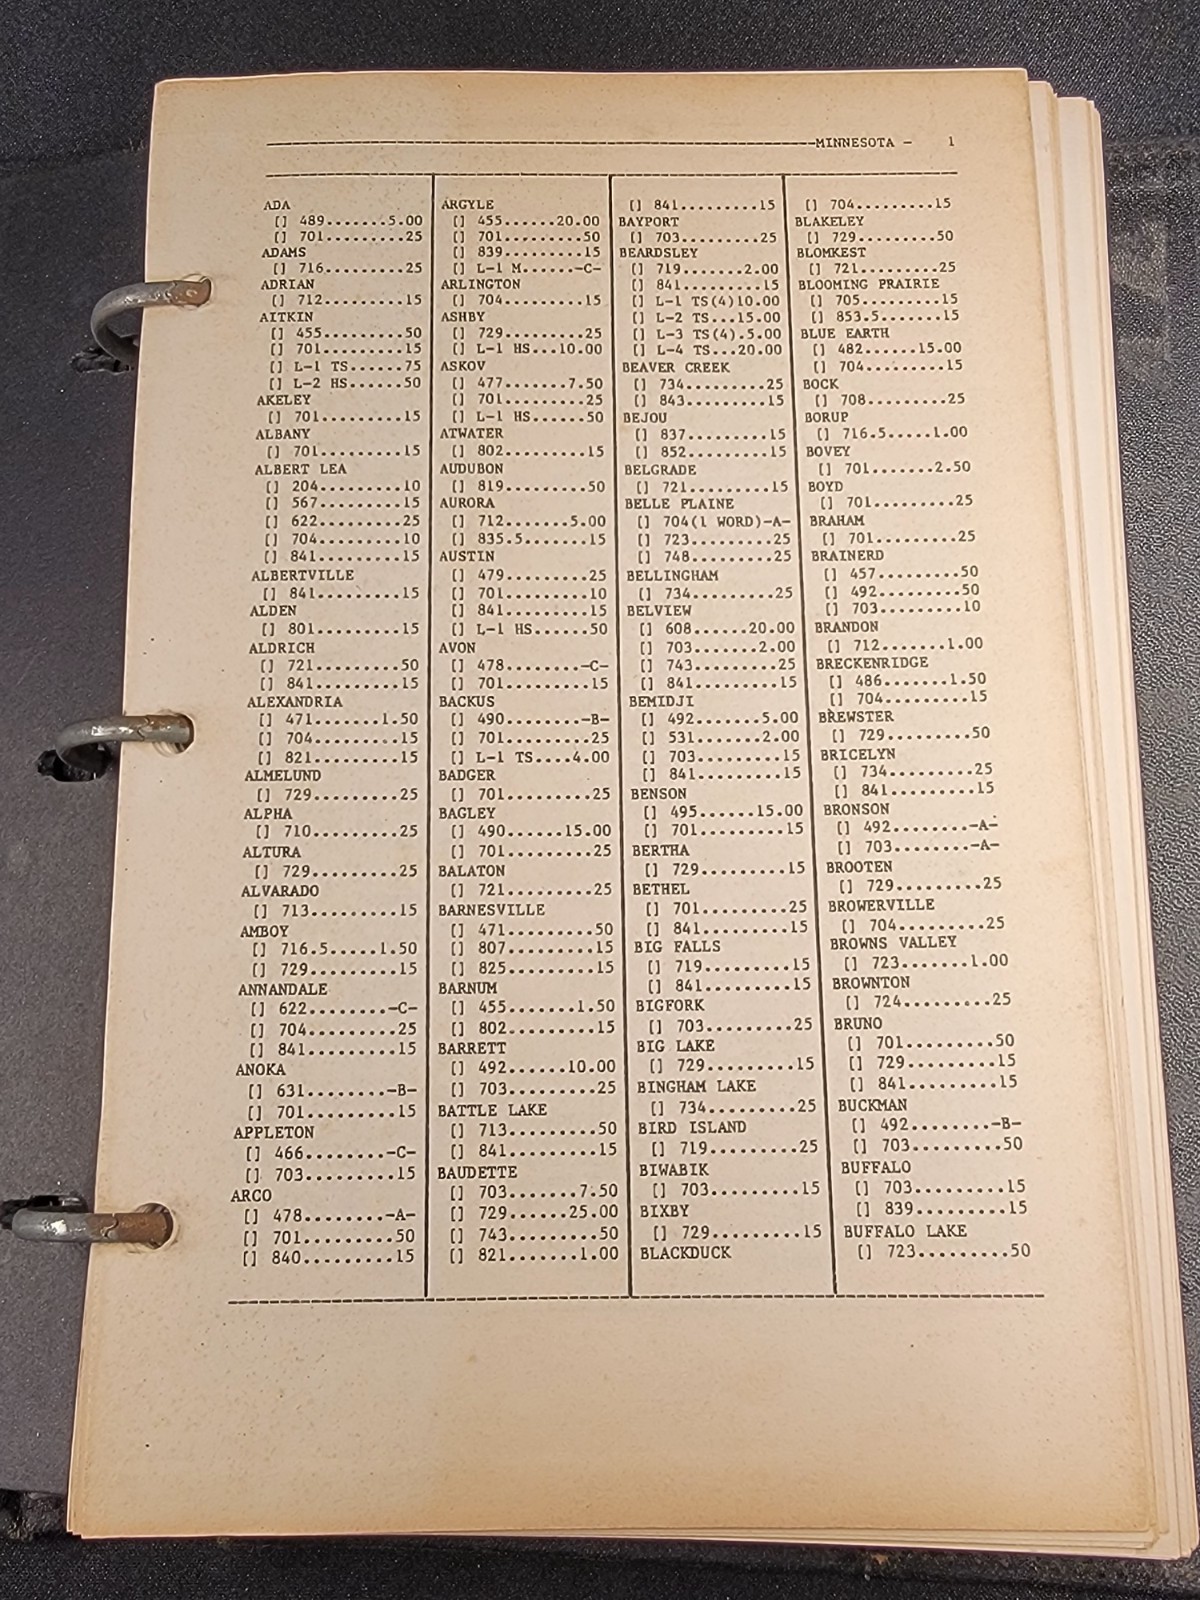 MINNESOTA - 1
ADA
[] 489.......5.00
[] 701.........25
ADAMS
[] 716.........25
ADRIAN
[] 712.........15
AITKIN
[] 455.........50
[] 701.........15
[] L-1 TS......75
[] L-2 HS......50
AKELEY
[] 701.........15
ALBANY
[] 701.........15
ALBERT LEA
[] 204.........10
[] 567.........15
[] 622.........25
[] 704.........10
[] 841.........15
ALBERTVILLE
[] 841.........15
ALDEN
[] 801.........15
ALDRICH
[] 721.........50
[] 841.........15
ALEXANDRIA
[] 471.......1.50
[] 704.........15
[] 821.........15
ALMELUND
[] 729.........25
ALPHA
[] 710.........25
ALTURA
[] 729.........25
ALVARADO
[] 713.........15
AMBOY
[] 716.5.....1.50
[] 729.........15
ANNANDALE
[] 622........-C-
[] 704.........25
[] 841.........15
ANOKA
[] 631........-B-
[] 701.........15
APPLETON
[] 466........-C-
[] 703.........15
ARCO
[] 478........-A-
[] 701.........50
[] 840.........15
ARGYLE
[] 455......20.00
[] 701.........50
[] 839.........15
[] L-1 M......-C-
ARLINGTON
[] 704.........15
ASHBY
[] 729.........25
[] L-1 HS...10.00
ASKOV
[] 477.......7.50
[] 701.........25
[] L-1 HS......50
ATWATER
[] 802.........15
AUDUBON
[] 819.........50
AURORA
[] 712.......5.00
[] 835.5.......15
AUSTIN
[] 479.........25
[] 701.........10
[] 841.........15
[] L-1 HS......50
AVON
[] 478........-C-
[] 701.........15
BACKUS
[] 490........-B-
[] 701.........25
[] L-1 TS....4.00
BADGER
[] 701.........25
BAGLEY
[] 490......15.00
[] 701.........25
BALATON
[] 721.........25
BARNESVILLE
[] 471.........50
[] 807.........15
[] 825.........15
BARNUM
[] 455.......1.50
[] 802.........15
BARRETT
[] 492......10.00
[] 703.........25
BATTLE LAKE
[] 713.........50
[] 841.........15
BAUDETTE
[] 703.......7.50
[] 729......25.00
[] 743.........50
[] 821.......1.00
[] 841.........15
BAYPORT
[] 703.........25
BEARDSLEY
[] 719.......2.00
[] 841.........15
[] L-1 TS(4)10.00
[] L-2 TS...15.00
[] L-3 TS(4).5.00
[] L-4 TS...20.00
BEAVER CREEK
[] 734.........25
[] 843.........15
BEJOU
[] 837.........15
[] 852.........15
BELGRADE
[] 721.........15
BELLE PLAINE
[] 704(1 WORD)-A-
[] 723.........25
[] 748.........25
BELLINGHAM
[] 734.........25
BELVIEW
[] 608......20.00
[] 703.......2.00
[] 743.........25
[] 841.........15
BEMIDJI
[] 492.......5.00
[] 531.......2.00
[] 703.........15
[] 841.........15
BENSON
[] 495......15.00
[] 701.........15
BERTHA
[] 729.........15
BETHEL
[] 701.........25
[] 841.........15
BIG FALLS
[] 719.........15
[] 841.........15
BIGFORK
[] 703.........25
BIG LAKE
[] 729.........15
BINGHAM LAKE
[] 734.........25
BIRD ISLAND
[] 719.........25
BIWABIK
[] 703.........15
BIXBY
[] 729.........15
BLACKDUCK
[] 704.........15
BLAKELEY
[] 729.........50
BLOMKEST
[] 721.........25
BLOOMING PRAIRIE
[] 705.........15
[] 853.5.......15
BLUE EARTH
[] 482......15.00
[] 704.........15
BOCK
[] 708.........25
BORUP
[] 716.5.....1.00
BOVEY
[] 701.......2.50
BOYD
[] 701.........25
BRAHAM
[] 701.........25
BRAINERD
[] 457.........50
[] 492.........50
[] 703.........10
BRANDON
[] 712.......1.00
BRECKENRIDGE
[] 486.......1.50
[] 704.........15
BREWSTER
[] 729.........50
BRICELYN
[] 734.........25
[] 841.........15
BRONSON
[] 492........-A-
[] 703........-A-
BROOTEN
[] 729.........25
BROWERVILLE
[] 704.........25
BROWNS VALLEY
[] 723.......1.00
BROWNTON
[] 724.........25
BRUNO
[] 701.........50
[] 729.........15
[] 841.........15
BUCKMAN
[] 492........-B-
[] 703.........50
BUFFALO
[] 703.........15
[] 839.........15
BUFFALO LAKE
[] 723.........50